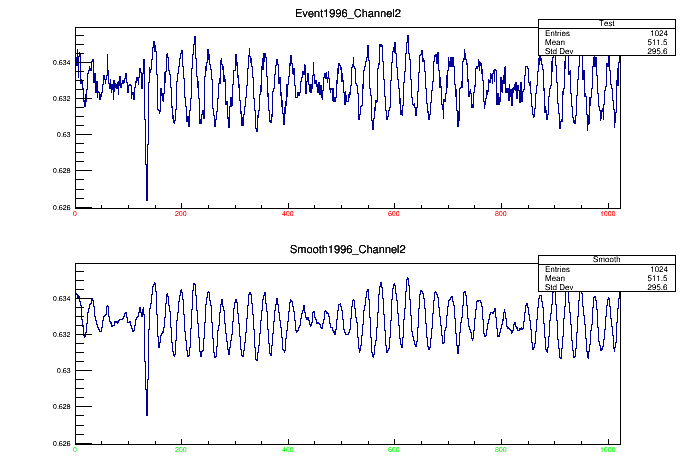 Event1996_Channel2
Test
Entries 1024
Mean 511.5
Std Dev 295.6
0.634
0.632
0.63
0.628
0.626
0 200 400 600 800 1000
Smooth1996_Channel2
Smooth
Entries 1024
Mean 511.5
Std Dev 295.6
0.634
0.632
0.63
0.628
0.626
0 200 400 600 800 1000